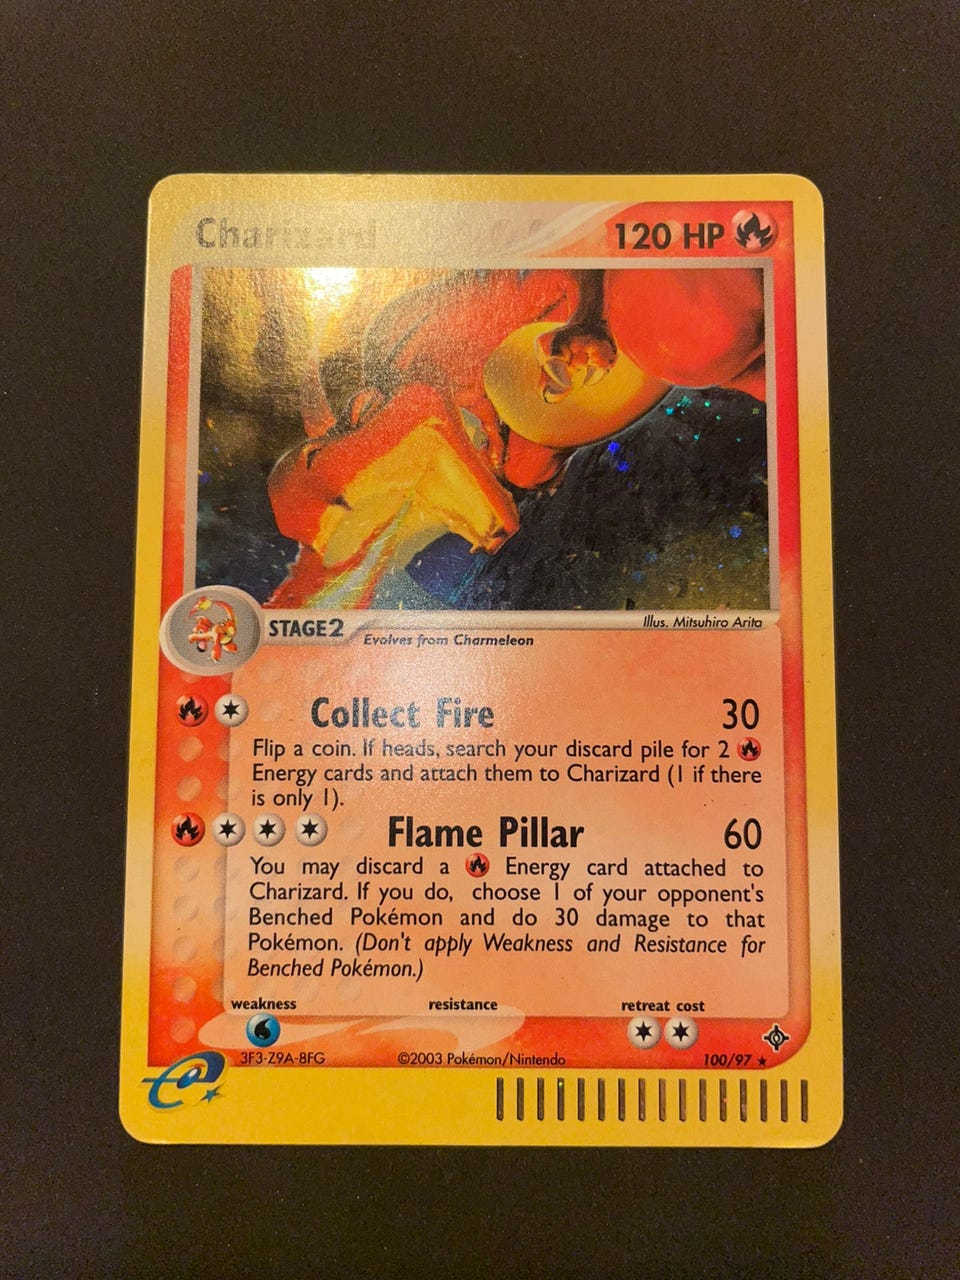 Charizard
120 HP
STAGE2
Evolves from Charmeleon
Illus. Mitsuhiro Arita
Collect Fire 30
Flip a coin. If heads, search your discard pile for 2
Energy cards and attach them to Charizard (1 if there
is only 1).
Flame Pillar 60
You may discard a Energy card attached to
Charizard. If you do, choose 1 of your opponent's
Benched Pokémon and do 30 damage to that
Pokémon. (Don't apply Weakness and Resistance for
Benched Pokémon.)
weakness resistance retreat cost
3F3-Z9A-8FG ©2003 Pokémon/Nintendo 100/97 ★
e